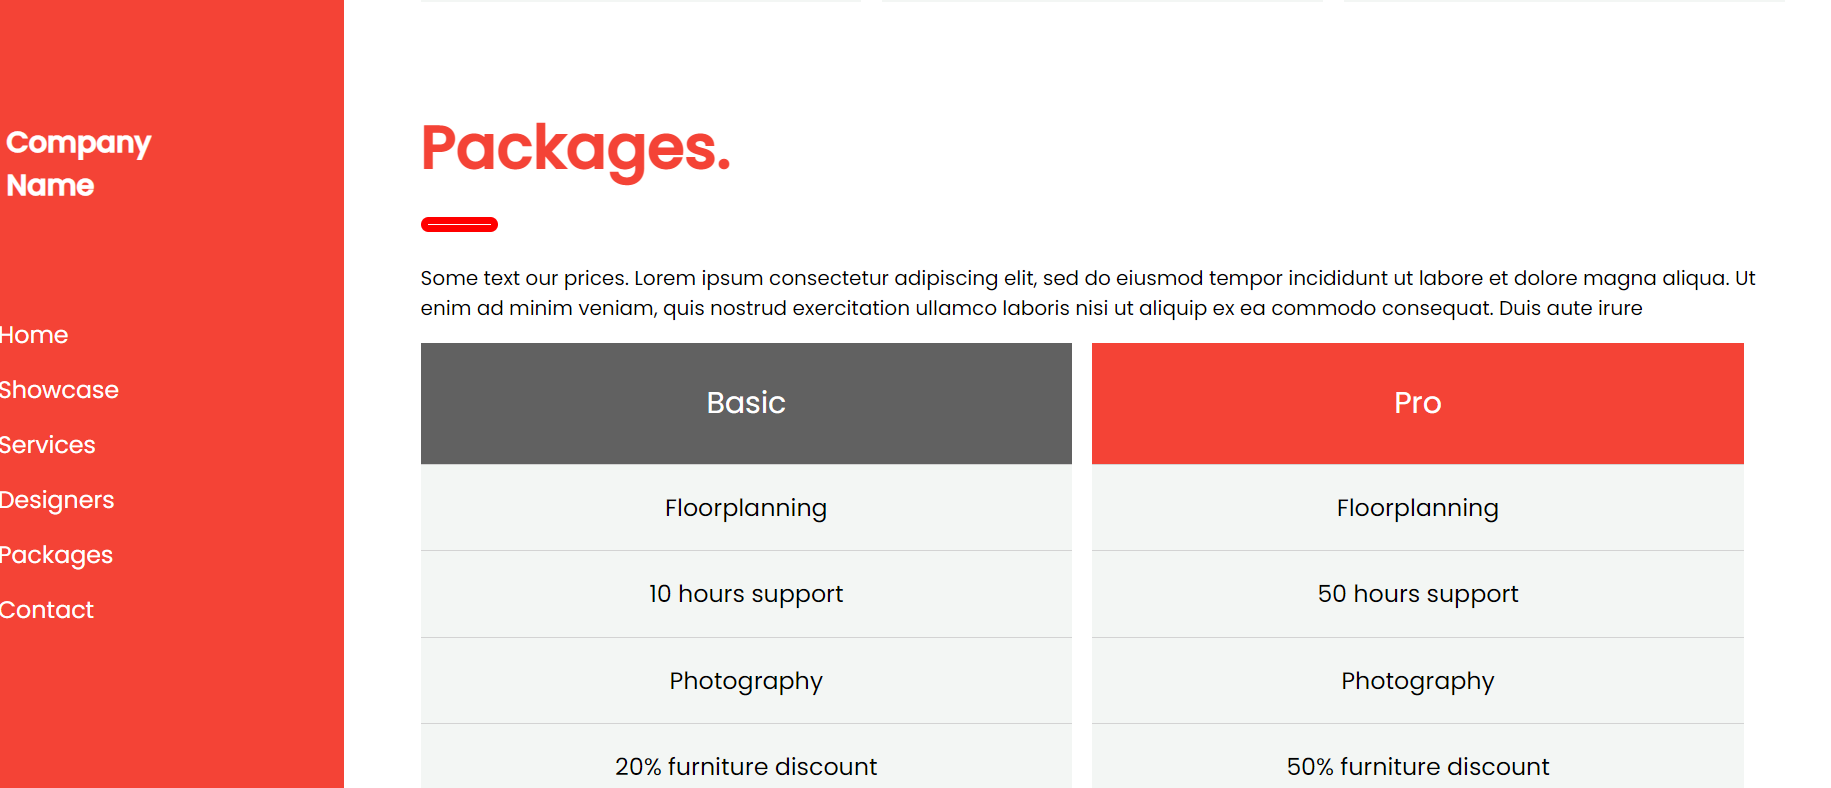 Company
Name
Home
Showcase
Services
Designers
Packages
Contact
Packages.
Some text our prices. Lorem ipsum consectetur adipiscing elit, sed do eiusmod tempor incididunt ut labore et dolore magna aliqua. Ut
enim ad minim veniam, quis nostrud exercitation ullamco laboris nisi ut aliquip ex ea commodo consequat. Duis aute irure
Basic
Floorplanning
10 hours support
Photography
20% furniture discount
Pro
Floorplanning
50 hours support
Photography
50% furniture discount